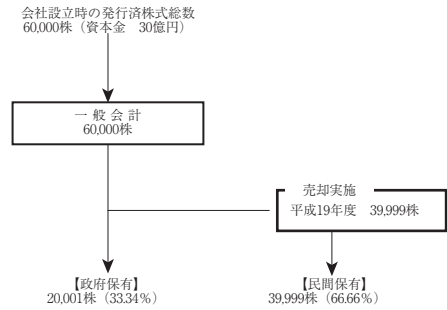 会社設立時の発行済株式総数
60,000株（資本金　30億円）
一 般 会 計
60,000株
売却実施
平成19年度　39,999株
【政府保有】
20,001株（33.34％）
【民間保有】
39,999株（66.66％）